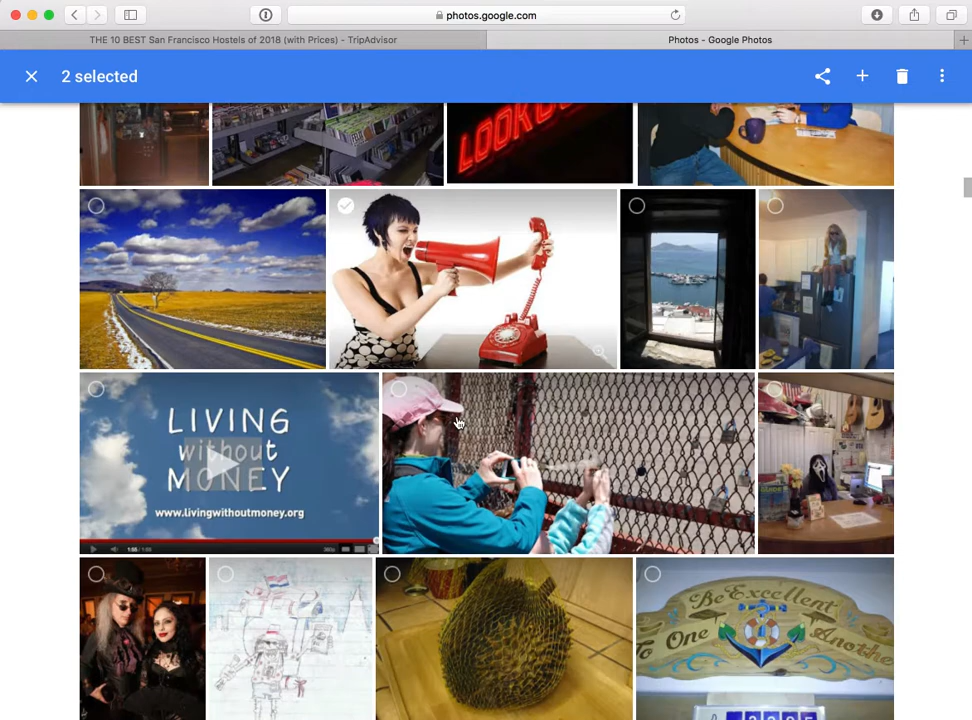 photos.google.com
THE 10 BEST San Francisco Hostels of 2018 (with Prices) - TripAdvisor
Photos - Google Photos
2 selected
LOOKO
LIVING
without
MONEY
www.livingwithoutmoney.org
Be Excellent
To One Another